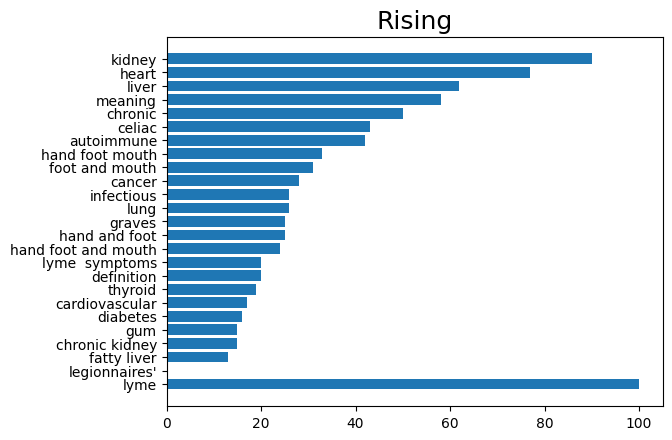 Rising
kidney
heart
liver
meaning
chronic
celiac
autoimmune
hand foot mouth
foot and mouth
cancer
infectious
lung
graves
hand and foot
hand foot and mouth
lyme  symptoms
definition
thyroid
cardiovascular
diabetes
gum
chronic kidney
fatty liver
legionnaires'
lyme
0 20 40 60 80 100